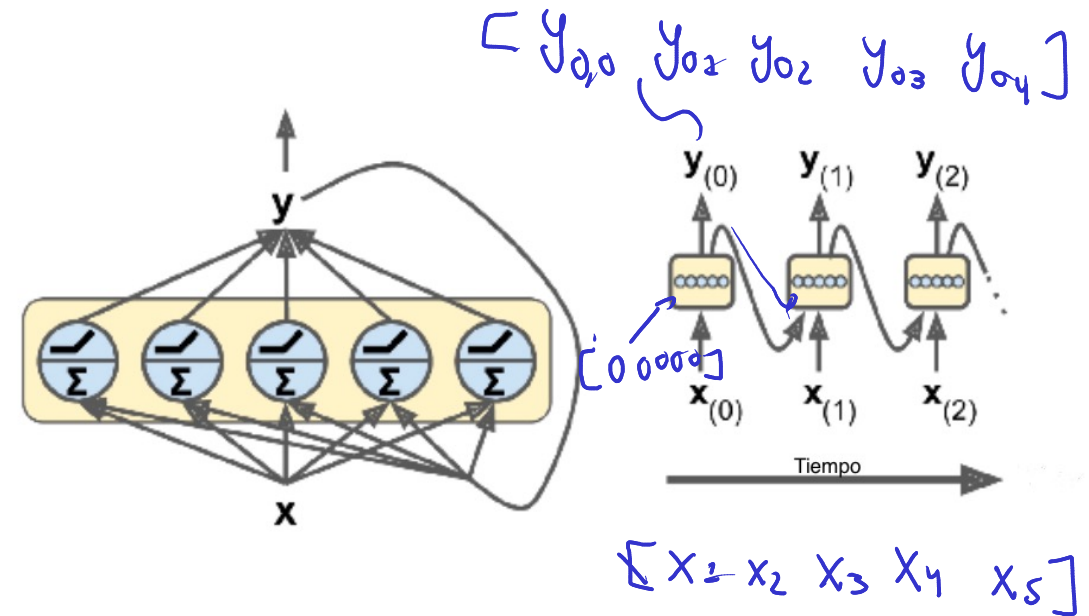 [ y0,0 y01 y02 y03 y04 ]
y(0) y(1) y(2)
y
Σ Σ Σ Σ Σ
[0 0 0 0 0]
x(0) x(1) x(2)
Tiempo
x
[ x1 x2 x3 x4 x5 ]